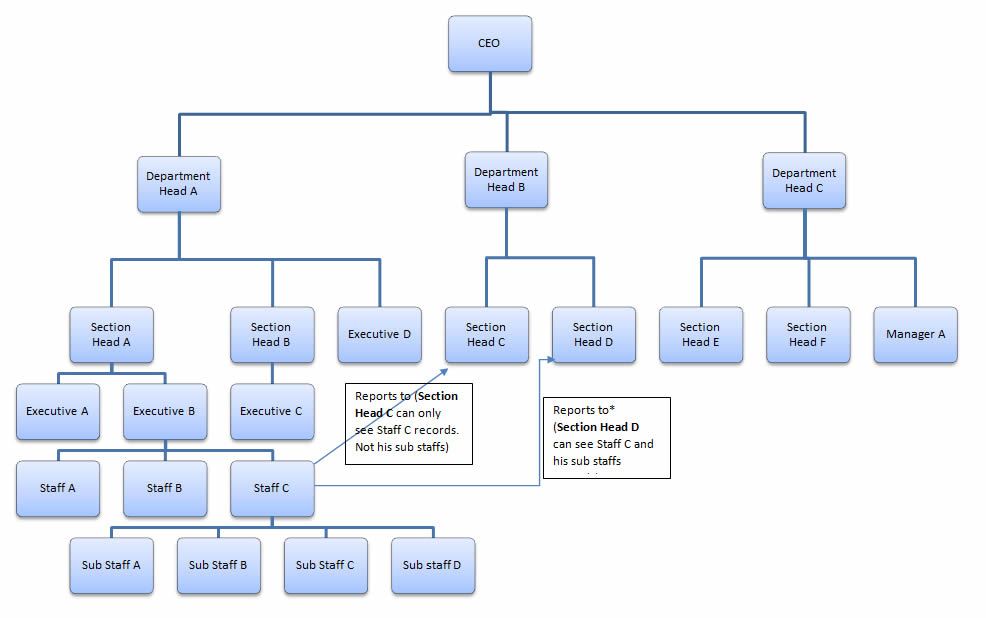 CEO
Department
Head A
Department
Head B
Department
Head C
Section
Head A
Section
Head B
Executive D
Section
Head C
Section
Head D
Section
Head E
Section
Head F
Manager A
Executive A
Executive B
Executive C
Reports to (Section
Head C can only
see Staff C records.
Not his sub staffs)
Reports to*
(Section Head D
can see Staff C and
his sub staffs
Staff A
Staff B
Staff C
Sub Staff A
Sub Staff B
Sub Staff C
Sub staff D